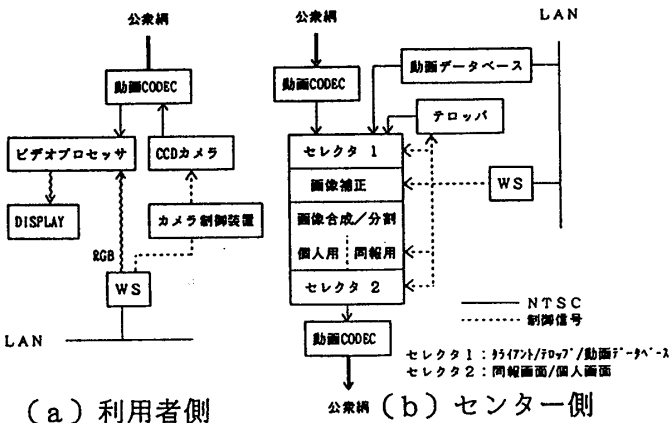 公衆網
動画CODEC
ビデオプロセッサ
CCDカメラ
DISPLAY
カメラ制御装置
RGB
WS
LAN
(a) 利用者側
公衆網
LAN
動画CODEC
動画データベース
テロッパ
セレクタ 1
画像補正
WS
画像合成/分割
個人用 同報用
セレクタ 2
NTSC
制御信号
動画CODEC
セレクタ1:クライアント/テロップ/動画データベース
セレクタ2:同報画面/個人画面
公衆網
(b) センター側